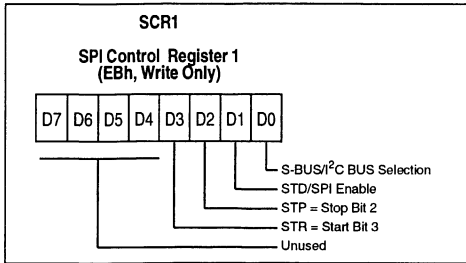 SCR1
SPI Control Register 1
(EBh, Write Only)
D7 D6 D5 D4 D3 D2 D1 D0
S-BUS/I²C BUS Selection
STD/SPI Enable
STP = Stop Bit 2
STR = Start Bit 3
Unused